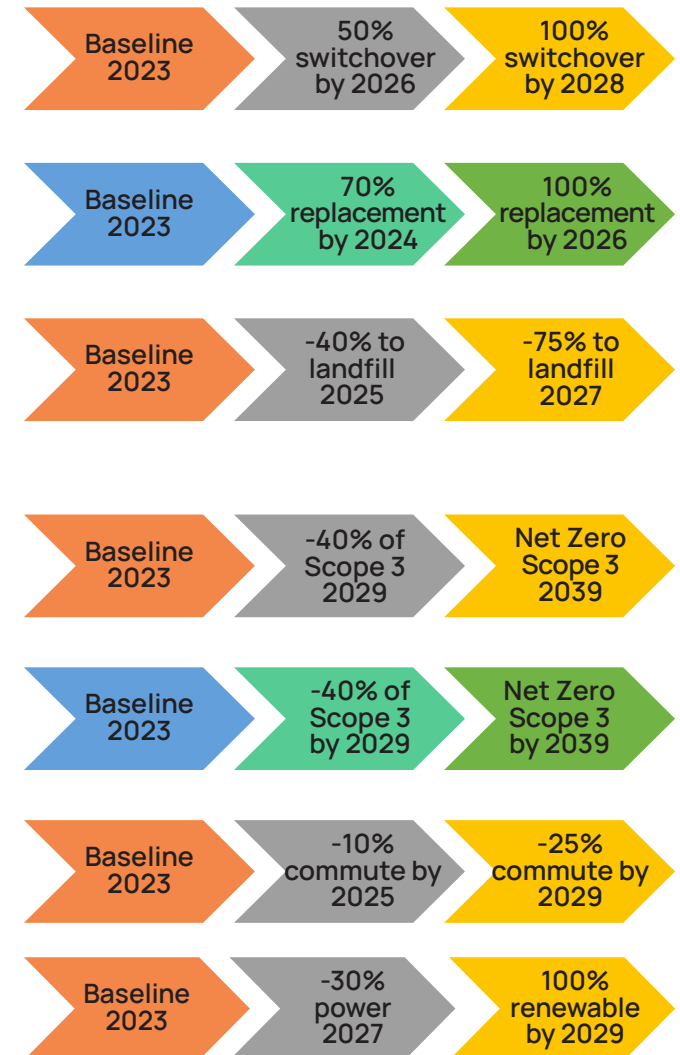 Baseline
2023
50%
switchover
by 2026
100%
switchover
by 2028
Baseline
2023
70%
replacement
by 2024
100%
replacement
by 2026
Baseline
2023
-40% to
landfill
2025
-75% to
landfill
2027
Baseline
2023
-40% of
Scope 3
2029
Net Zero
Scope 3
2039
Baseline
2023
-40% of
Scope 3
by 2029
Net Zero
Scope 3
by 2039
Baseline
2023
-10%
commute by
2025
-25%
commute by
2029
Baseline
2023
-30%
power
2027
100%
renewable
by 2029